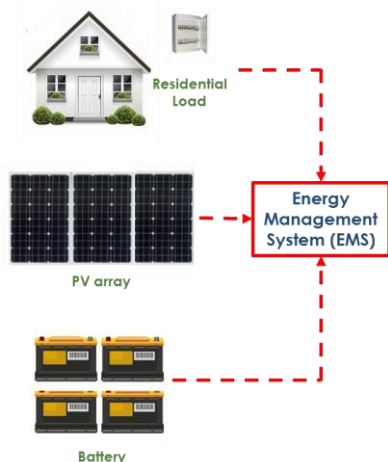 Residential
Load
Energy
Management
System (EMS)
PV array
Battery